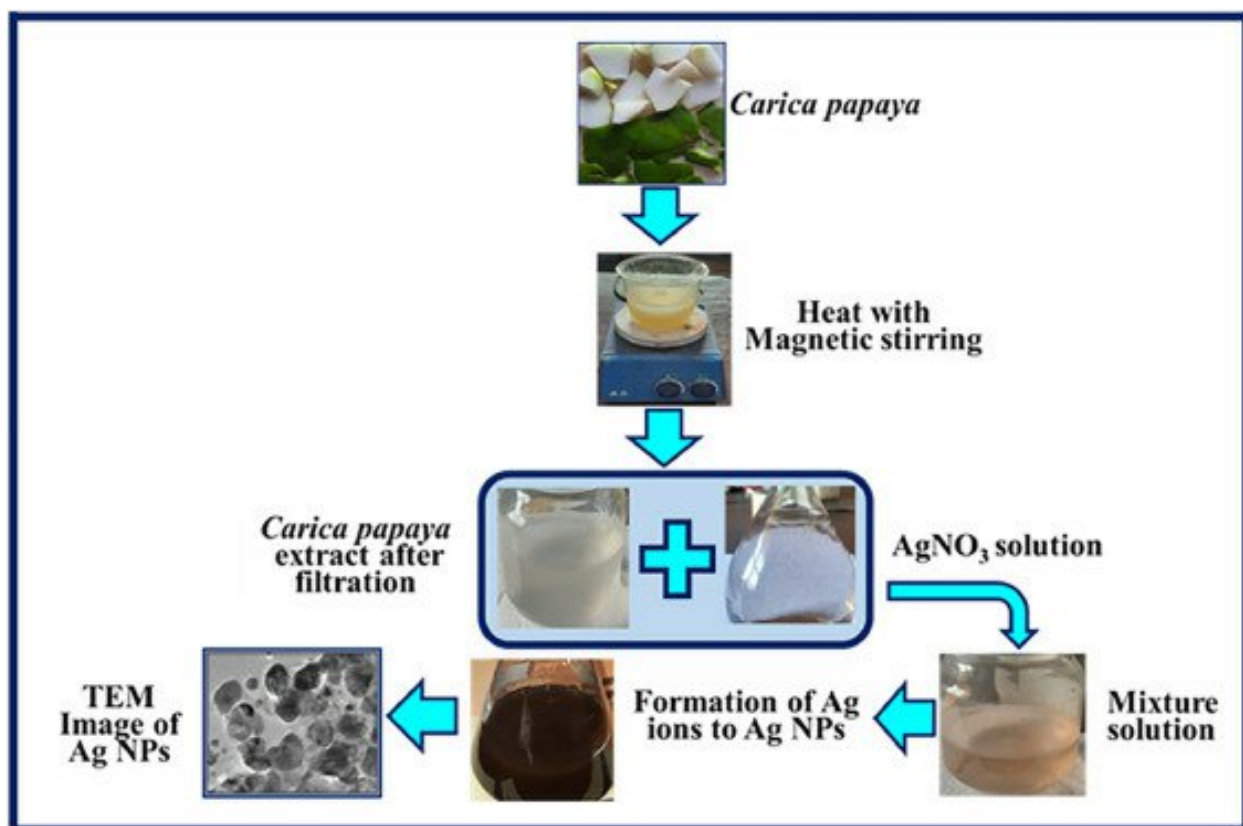 Carica papaya
Heat with
Magnetic stirring
Carica papaya
extract after
filtration
AgNO₃ solution
Mixture
solution
Formation of Ag
ions to Ag NPs
TEM
Image of
Ag NPs